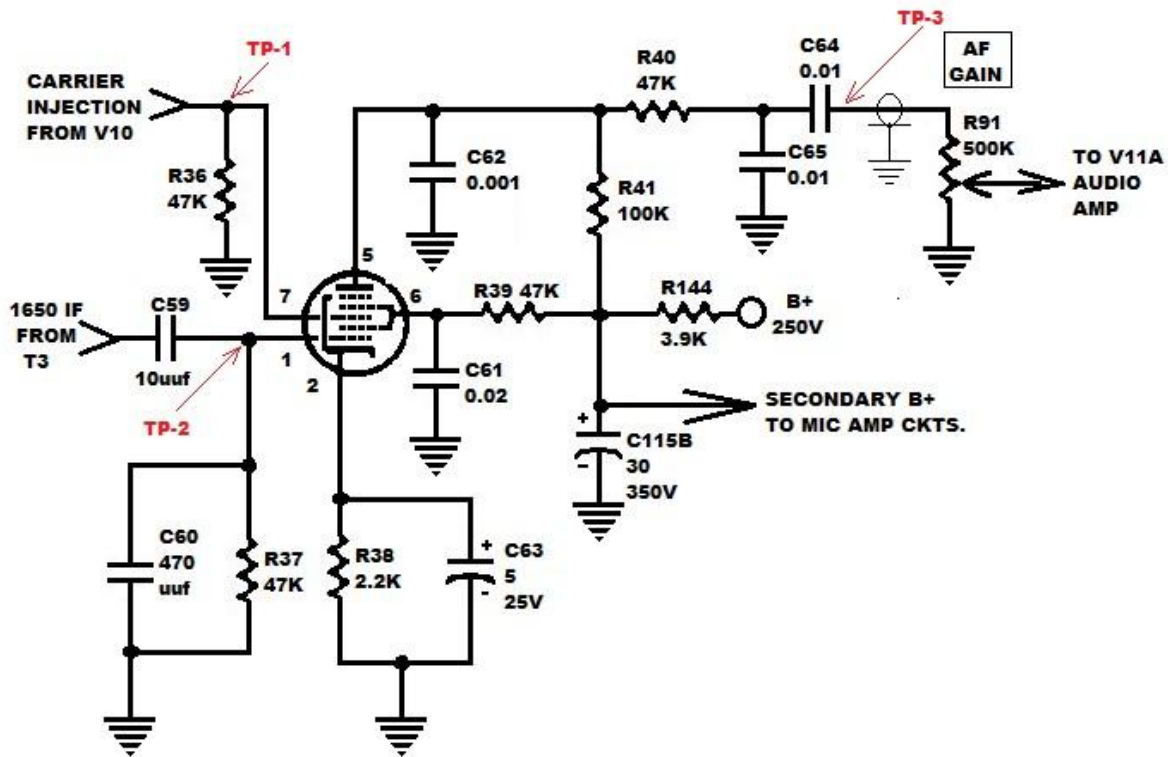 TP-1
CARRIER
INJECTION
FROM V10
R36
47K
R40
47K
C64
0.01
TP-3
AF
GAIN
C62
0.001
R41
100K
C65
0.01
R91
500K
TO V11A
AUDIO
AMP
5
7
6
1
2
R39 47K
R144
3.9K
B+
250V
1650 IF
FROM
T3
C59
10uuf
TP-2
C61
0.02
SECONDARY B+
TO MIC AMP CKTS.
+
C115B
-
30
350V
C60
470
uuf
R37
47K
R38
2.2K
+
C63
5
-
25V